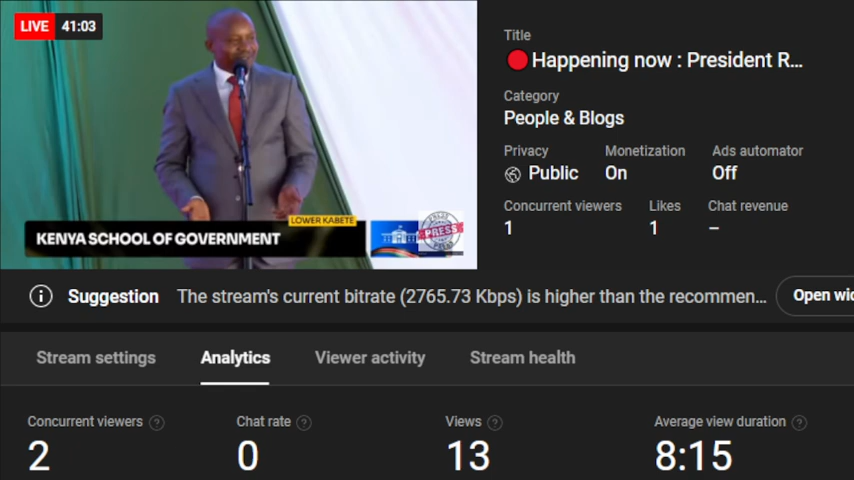 LIVE 41:03
LOWER KABETE
KENYA SCHOOL OF GOVERNMENT
PRESS
Title
Happening now : President R...
Category
People & Blogs
Privacy Monetization Ads automator
Public On Off
Concurrent viewers Likes Chat revenue
1 1 –
Suggestion The stream's current bitrate (2765.73 Kbps) is higher than the recommen... Open wid
Stream settings Analytics Viewer activity Stream health
Concurrent viewers ? Chat rate ? Views ? Average view duration ?
2 0 13 8:15